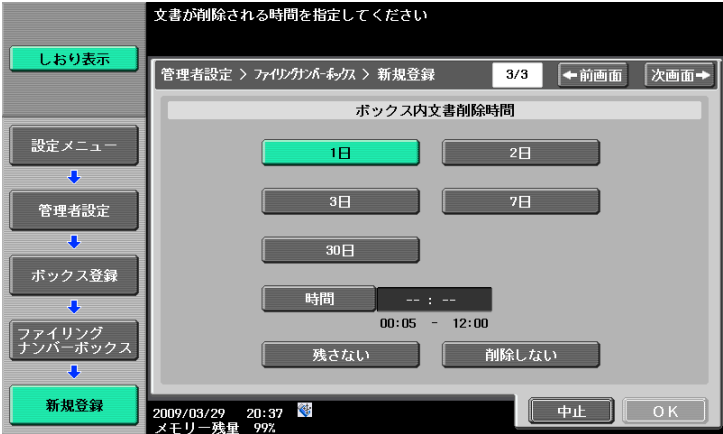 文書が削除される時間を指定してください
しおり表示
管理者設定 > ファイリングナンバーボックス > 新規登録
3/3
←前画面
次画面→
ボックス内文書削除時間
設定メニュー
1日
2日
管理者設定
3日
7日
ボックス登録
30日
時間
-- : --
00:05 - 12:00
ファイリング
ナンバーボックス
残さない
削除しない
新規登録
2009/03/29 20:37
メモリー残量 99%
中止
OK